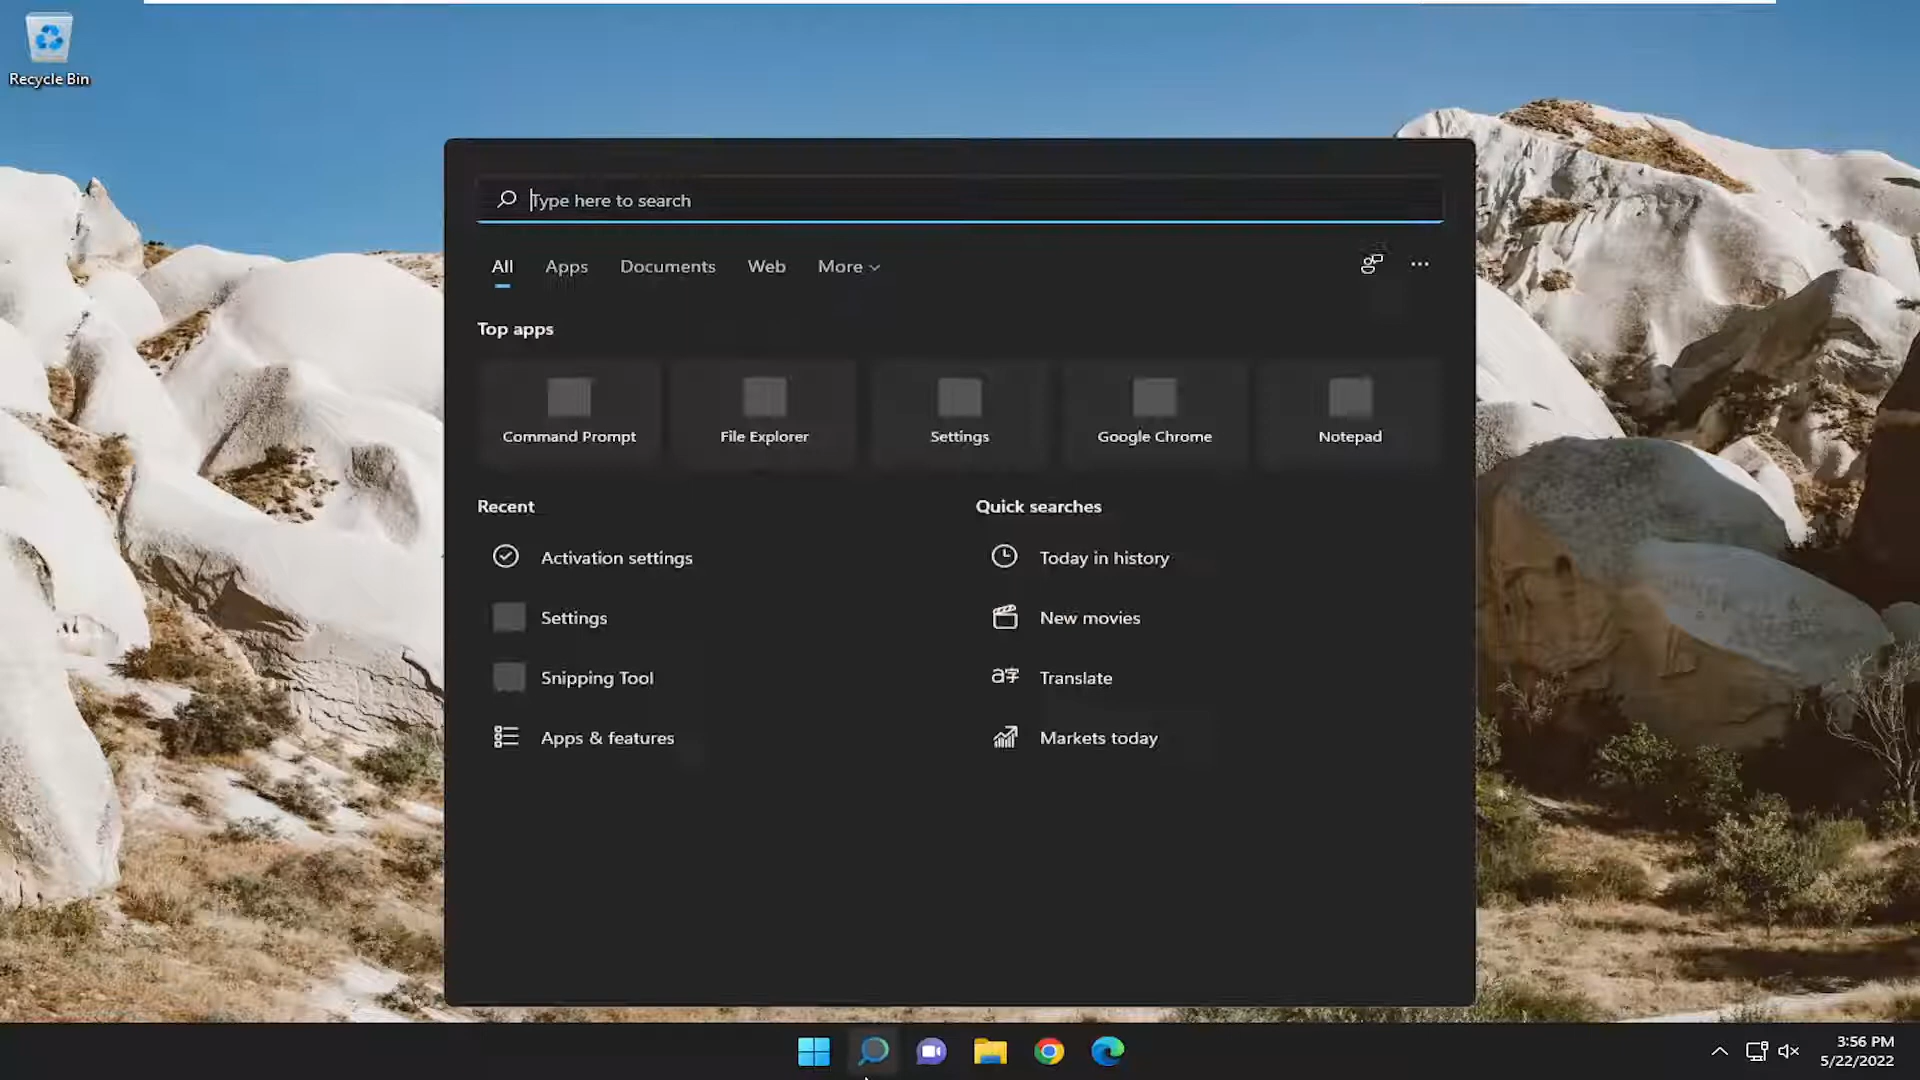 Recycle Bin
Type here to search
All Apps Documents Web More
Top apps
Command Prompt File Explorer Settings Google Chrome Notepad
Recent Quick searches
Activation settings Today in history
Settings New movies
Snipping Tool Translate
Apps & features Markets today
3:56 PM
5/22/2022